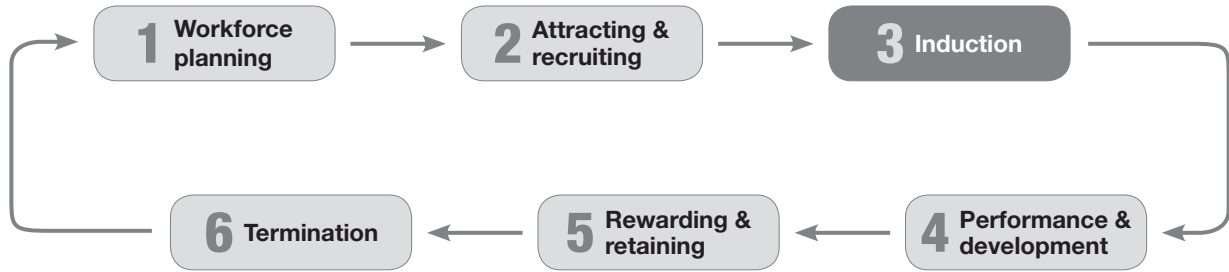 1 Workforce
planning
2 Attracting &
recruiting
3 Induction
4 Performance &
development
5 Rewarding &
retaining
6 Termination